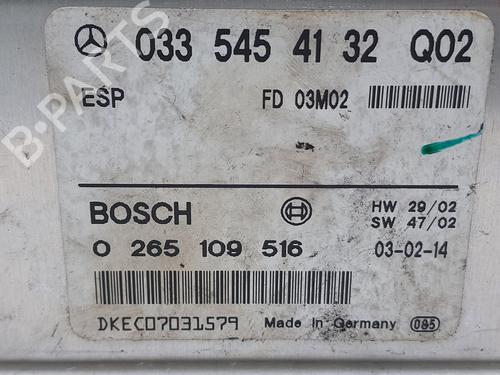 033 545 41 32 Q02
ESP FD 03M02
BOSCH HW 29/02
SW 47/02
0 265 109 516 03-02-14
DKEC07031579 Made in Germany 085
B-PARTS